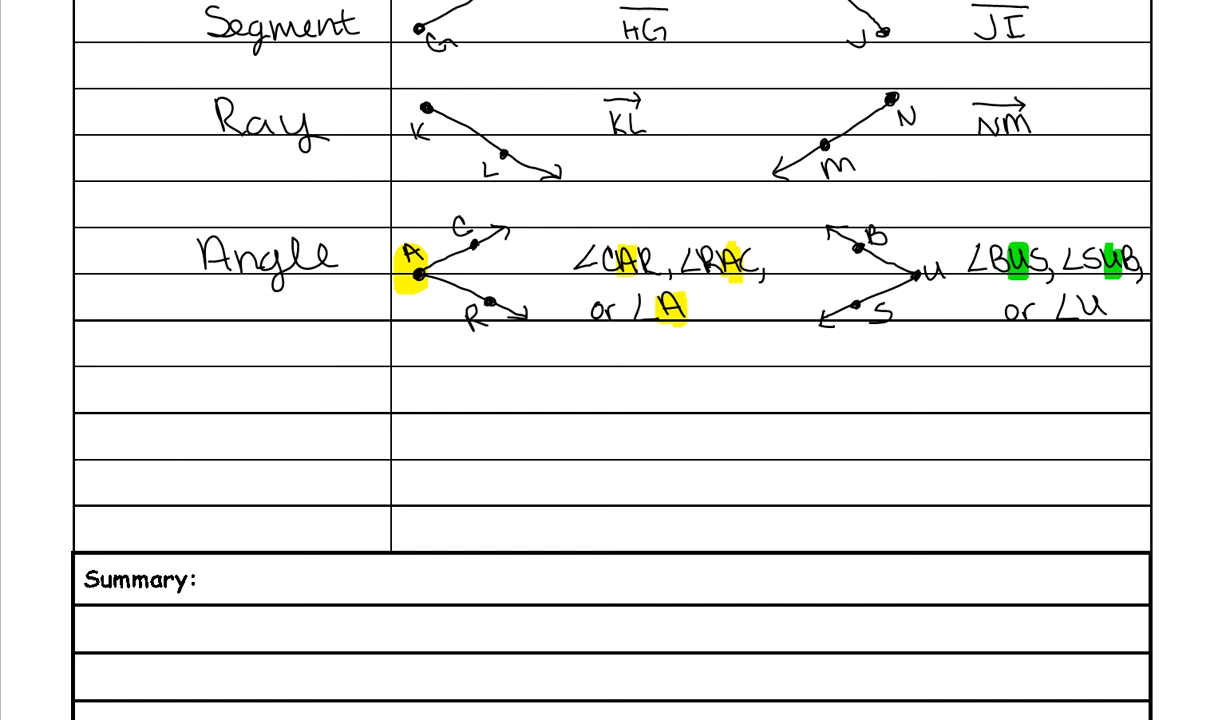 Segment G HG J JI
Ray K L KL N M NM
Angle A C R ∠CAR, ∠RAC, B U S ∠BUS, ∠SUB,
or ∠A or ∠U
Summary: